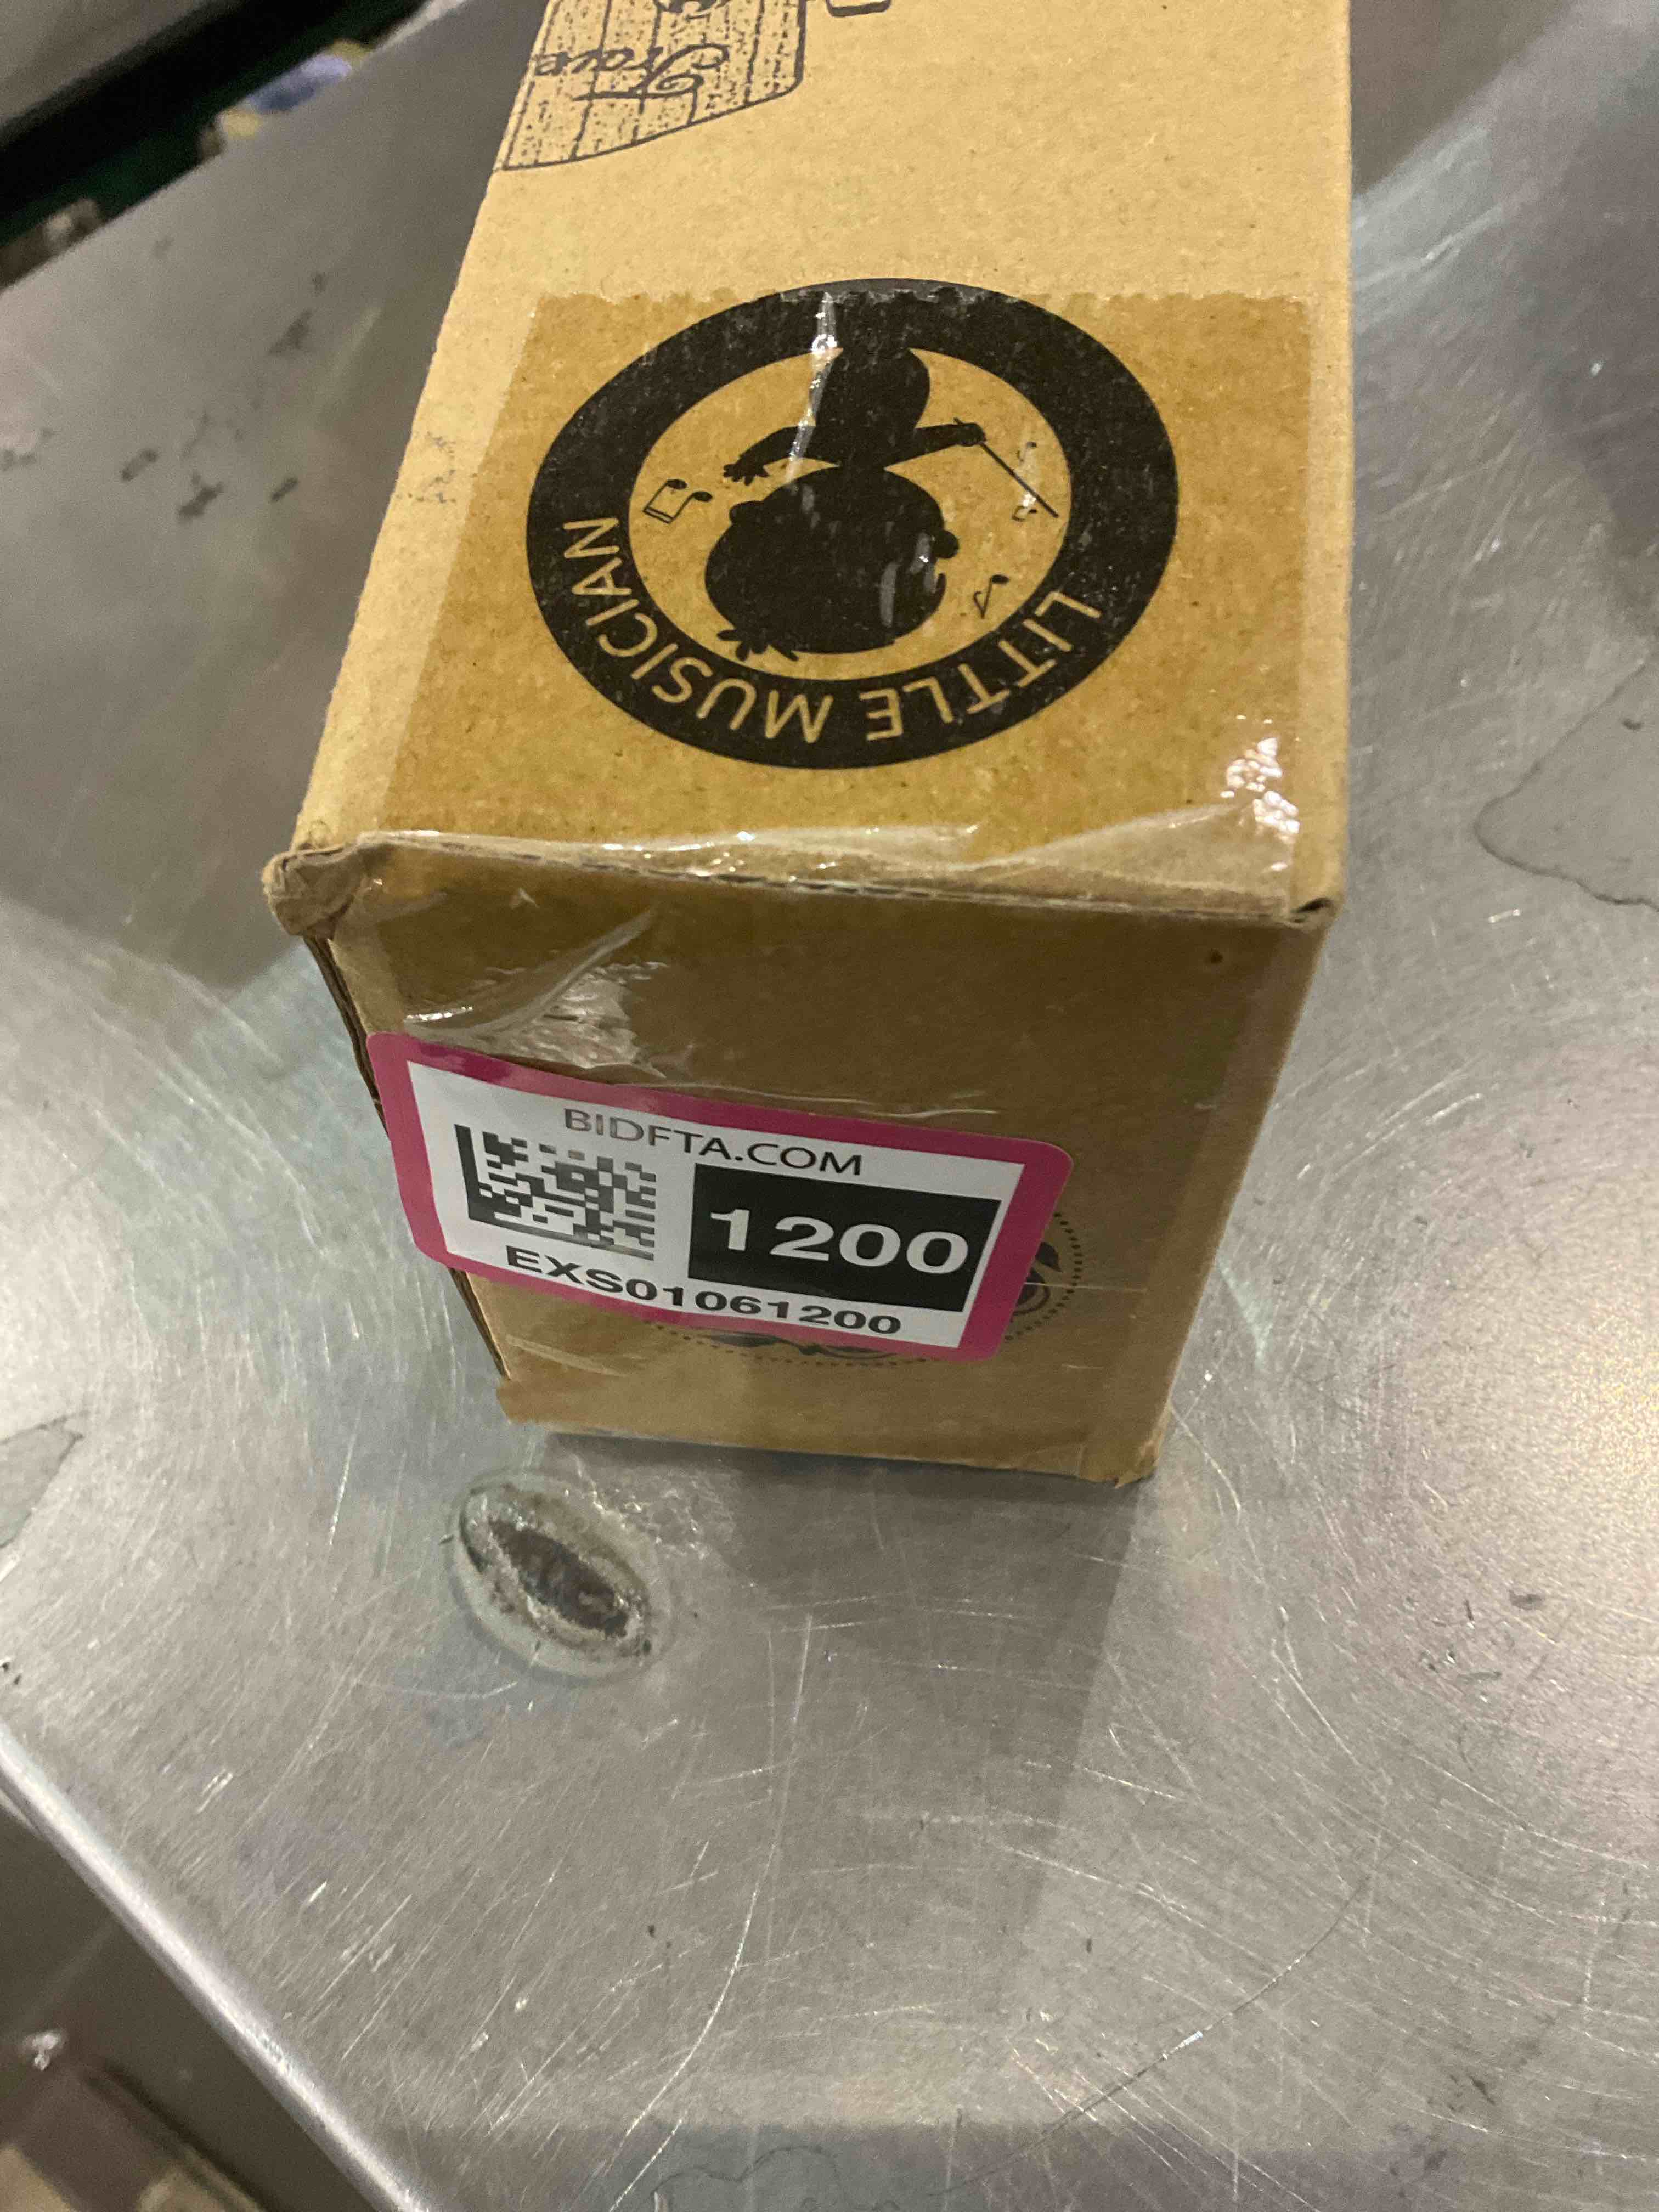 LITTLE MUSICIAN
BIDFTA.COM
1200
EXS01061200